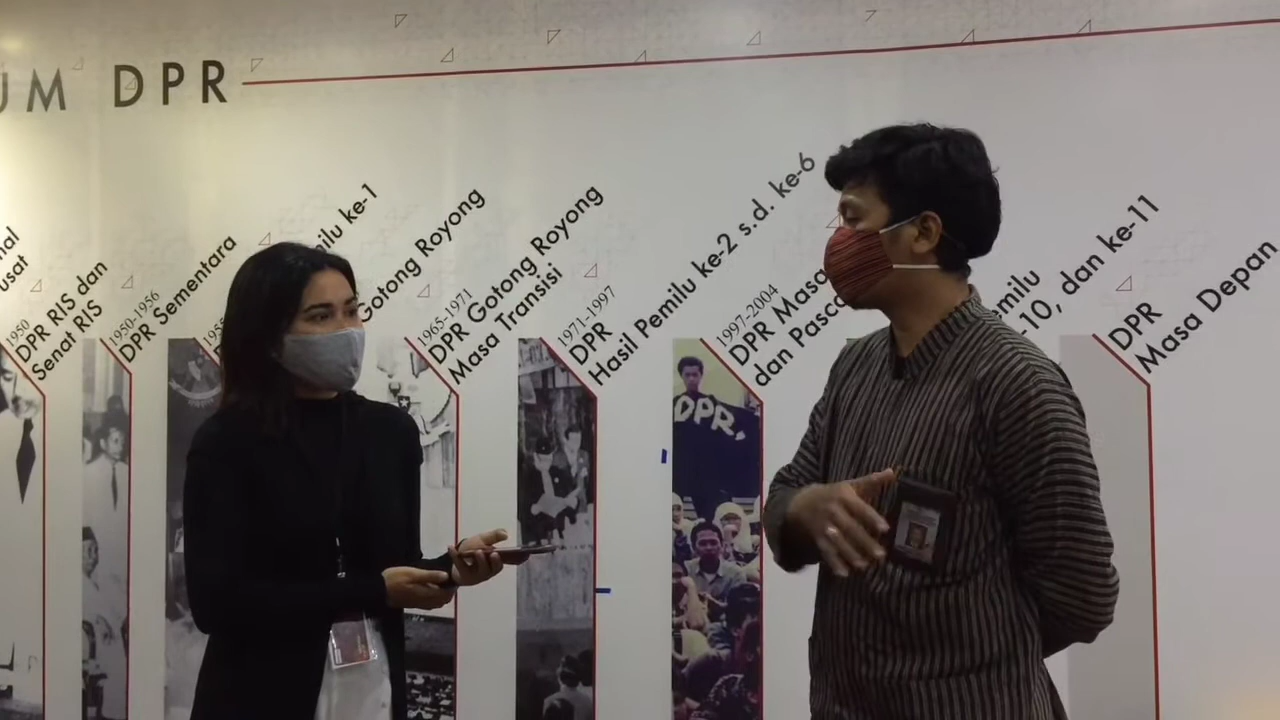 UM DPR
nal
usat
1950
DPR RIS dan
Senat RIS
1950-1956
DPR Sementara
milu ke-1
Gotong Royong
1965-1971
DPR Gotong Royong
Masa Transisi
1971-1997
DPR
Hasil Pemilu ke-2 s.d. ke-6
1997-2004
DPR Masa
dan Pasca
emilu
-10, dan ke-11
DPR
Masa Depan
DPR,